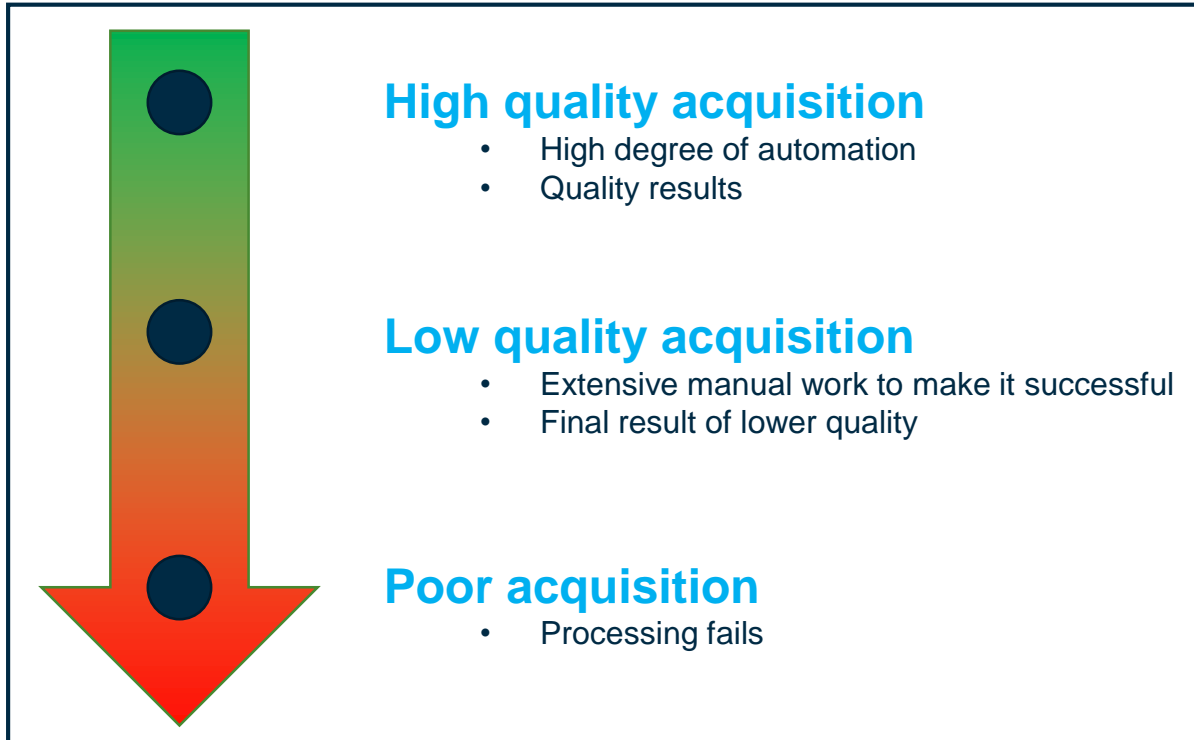 High quality acquisition
• High degree of automation
• Quality results
Low quality acquisition
• Extensive manual work to make it successful
• Final result of lower quality
Poor acquisition
• Processing fails